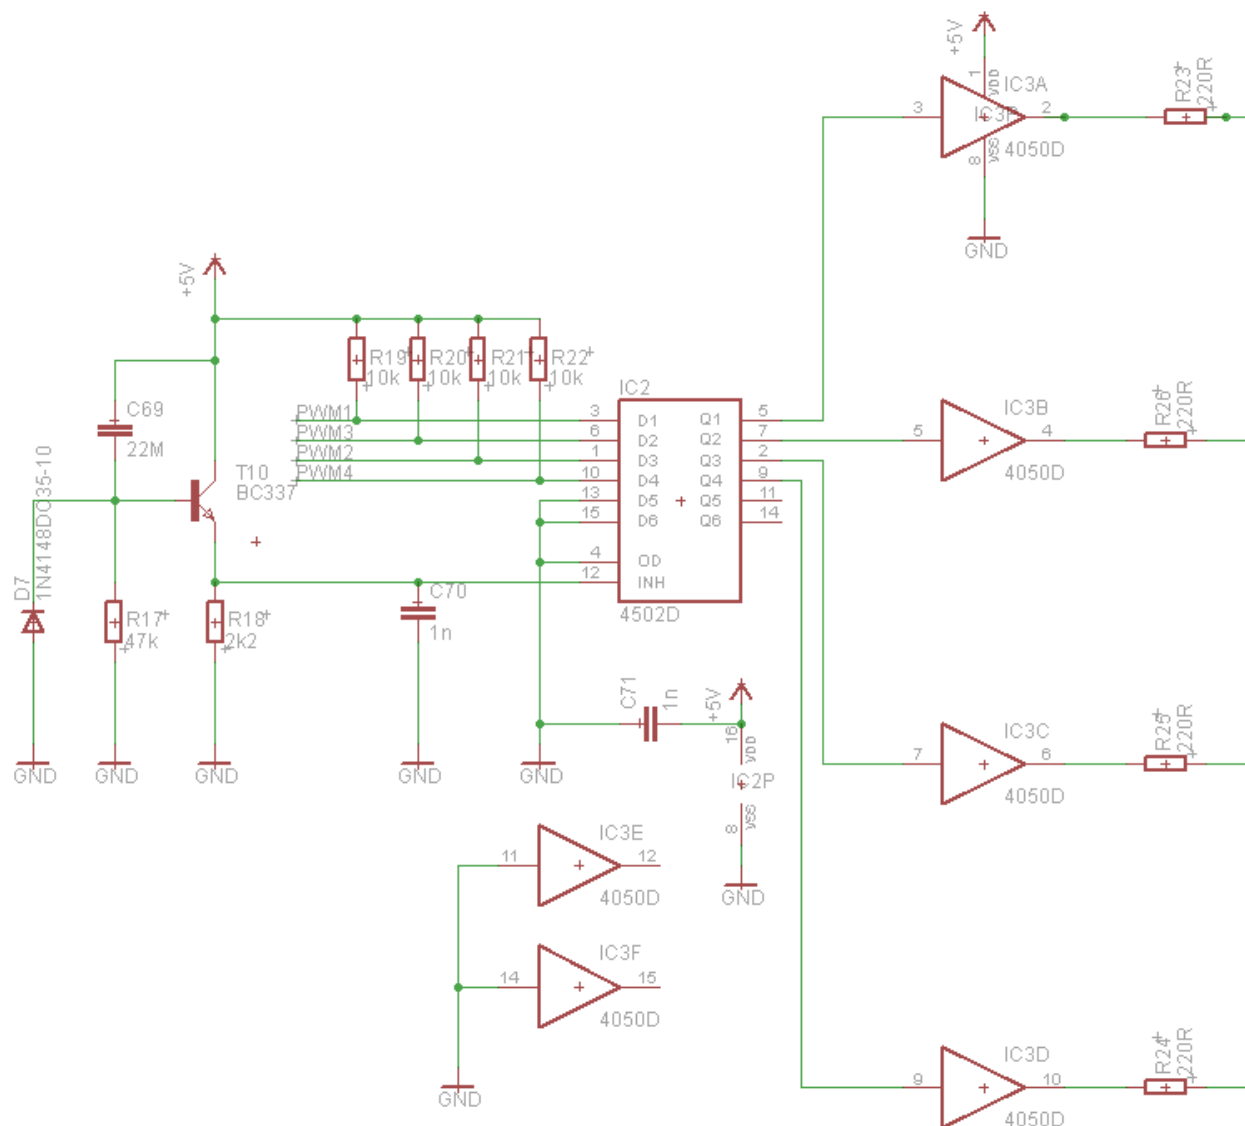 +5V
1
VDD
IC3A
IC3P
3
2
8
VSS
4050D
GND
R23
220R
+5V
R19
10k
R20
10k
R21
10k
R22
10k
C69
22M
T10
BC337
D7
1N4148DO35-10
R17
47k
R18
2k2
PWM1
PWM3
PWM2
PWM4
IC2
3 D1 Q1 5
6 D2 Q2 7
1 D3 Q3 2
10 D4 Q4 9
13 D5 Q5 11
15 D6 Q6 14
4 OD
12 INH
4502D
C70
1n
5
IC3B
4
4050D
R26
220R
C71
1n
+5V
16
VDD
IC2P
8
VSS
GND
GND
GND
GND
GND
GND
7
IC3C
6
4050D
R25
220R
11
IC3E
12
4050D
14
IC3F
15
4050D
GND
9
IC3D
10
4050D
R24
220R